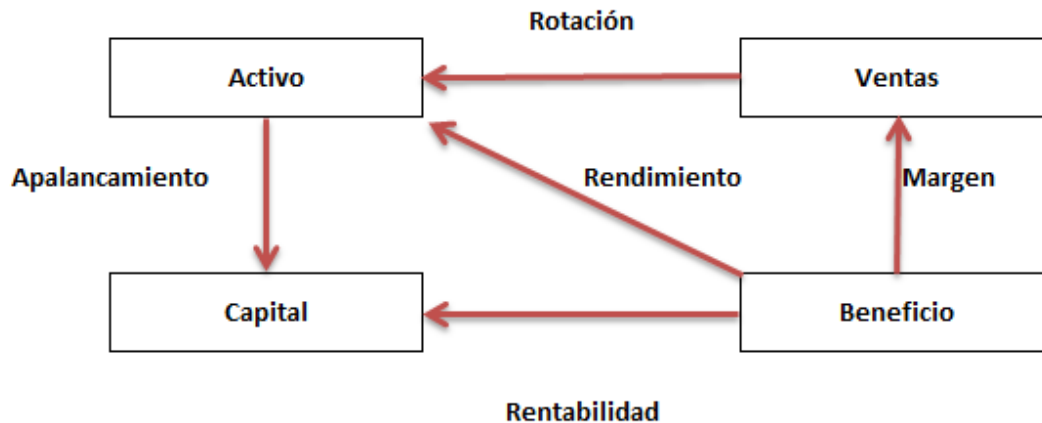 Rotación
Activo
Ventas
Apalancamiento
Rendimiento
Margen
Capital
Beneficio
Rentabilidad